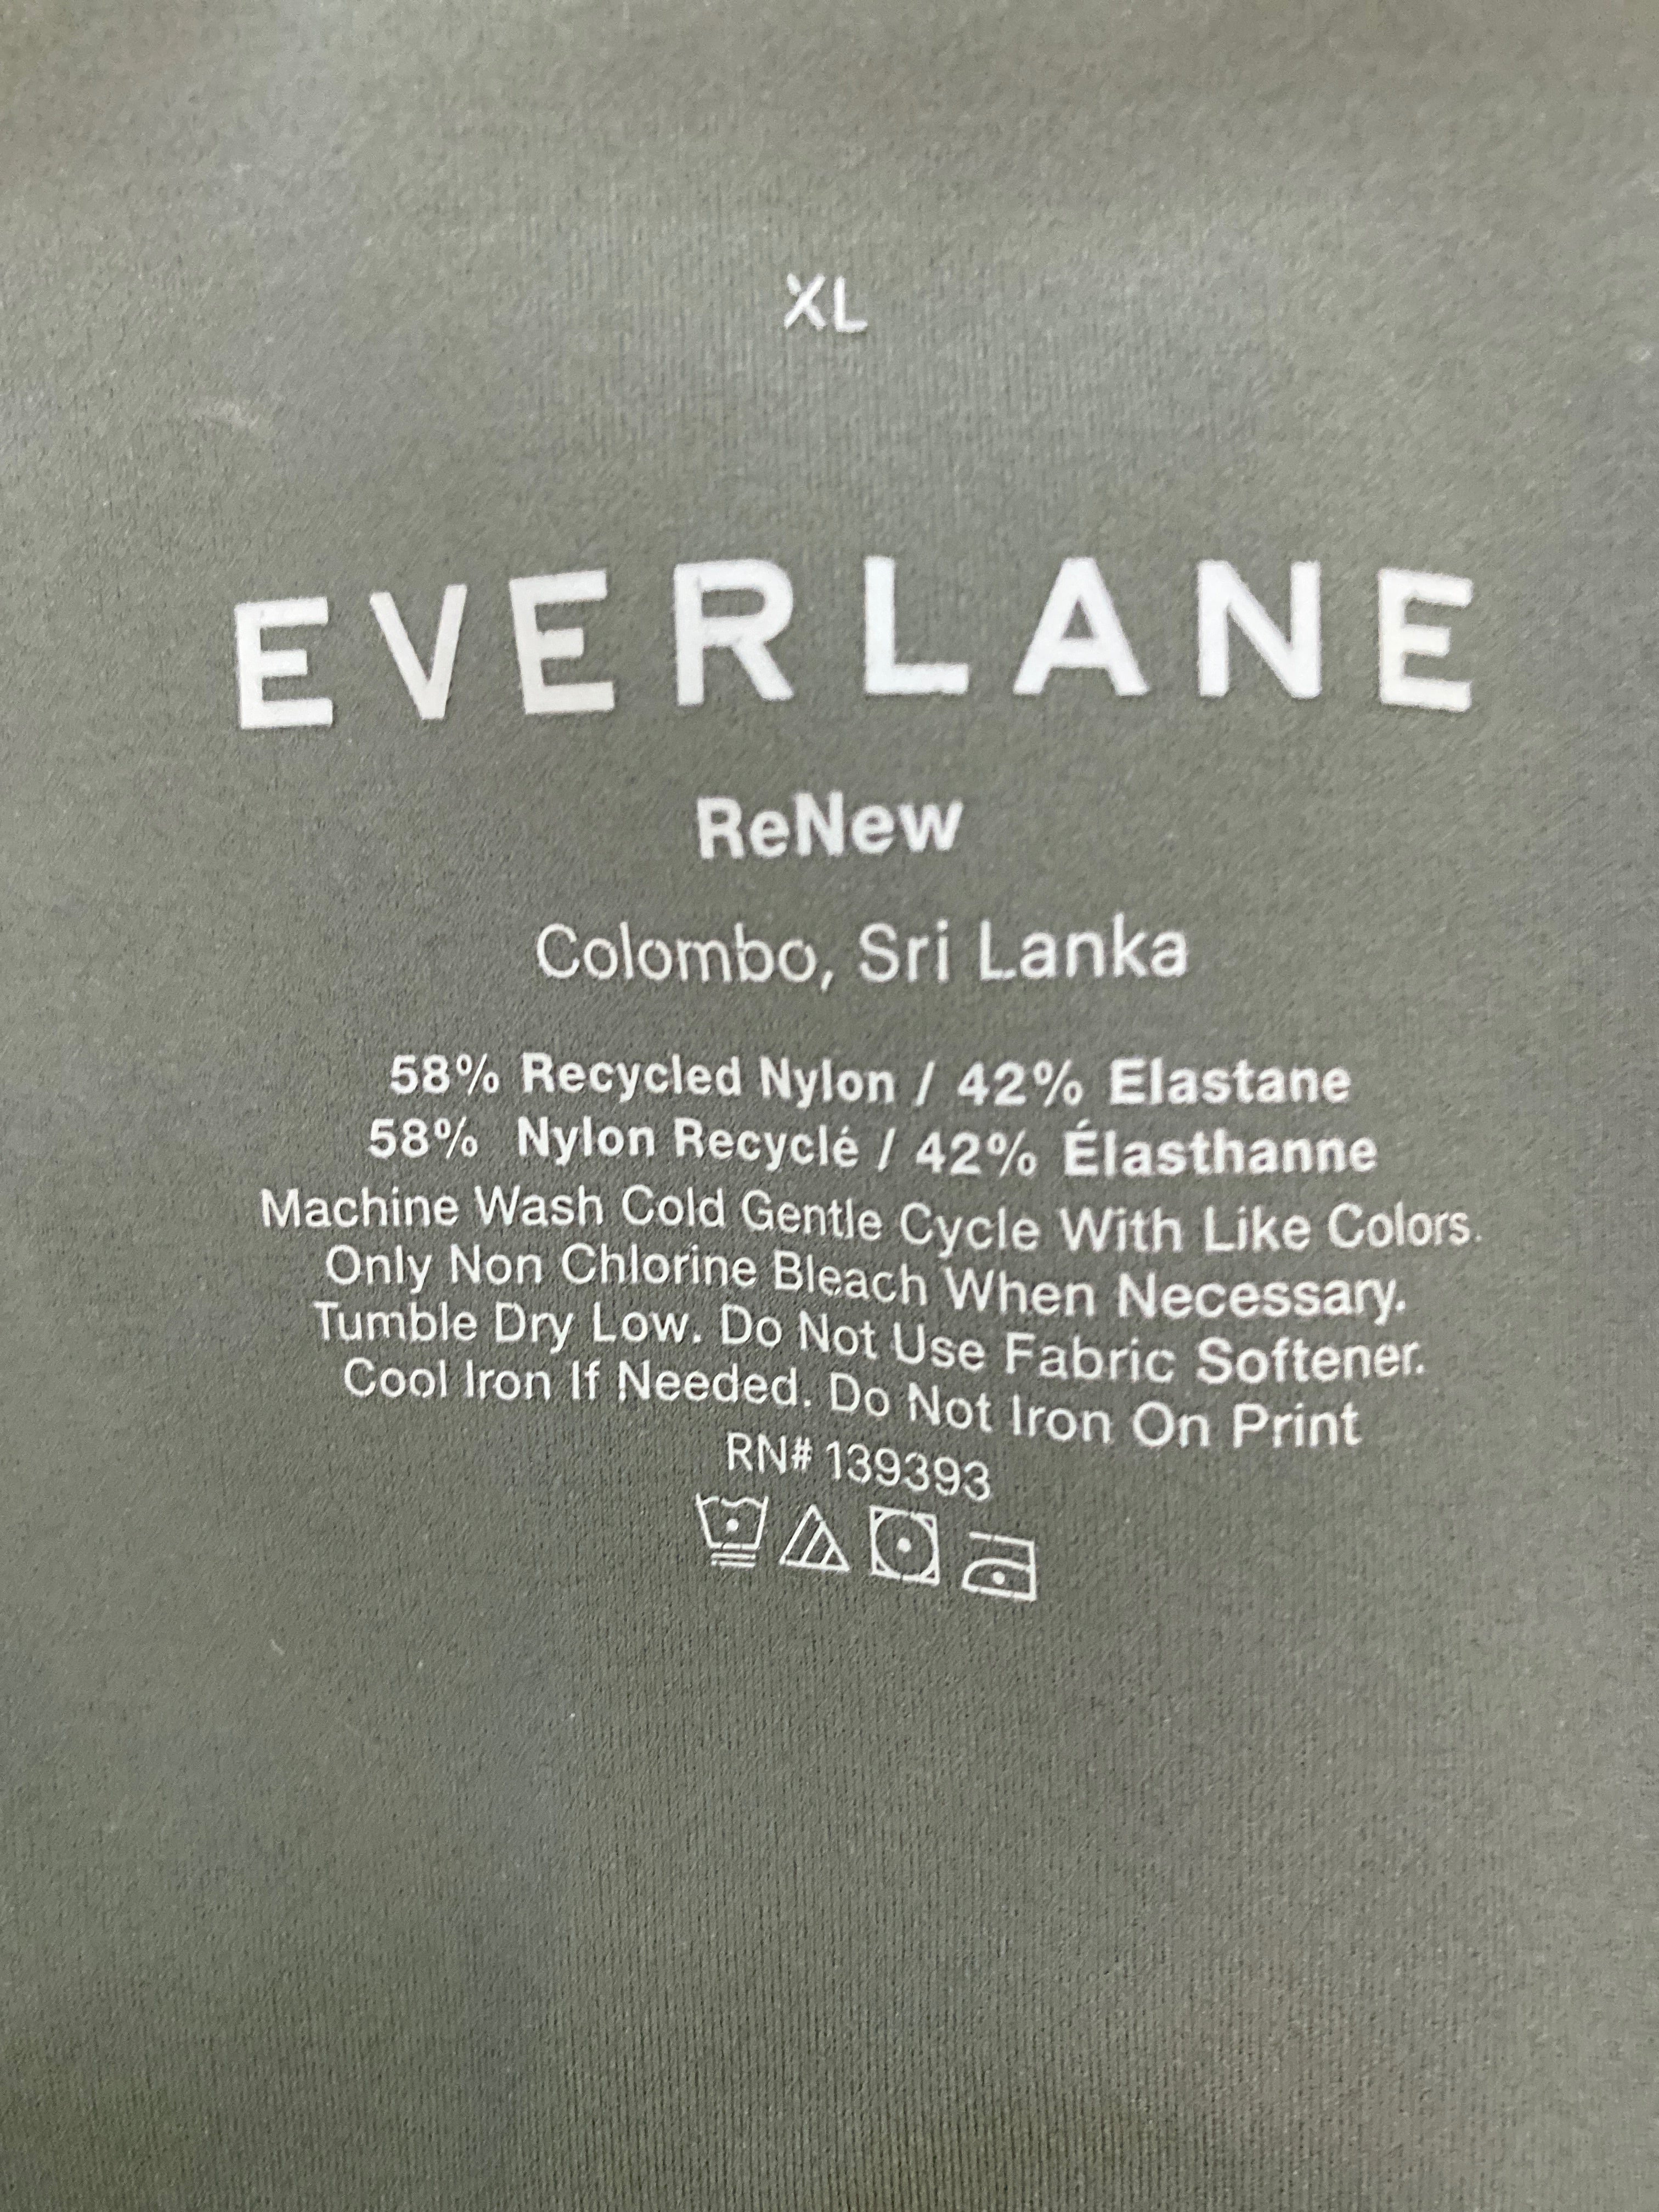 XL
EVERLANE
ReNew
Colombo, Sri Lanka
58% Recycled Nylon / 42% Elastane
58% Nylon Recyclé / 42% Élasthanne
Machine Wash Cold Gentle Cycle With Like Colors.
Only Non Chlorine Bleach When Necessary.
Tumble Dry Low. Do Not Use Fabric Softener.
Cool Iron If Needed. Do Not Iron On Print
RN# 139393